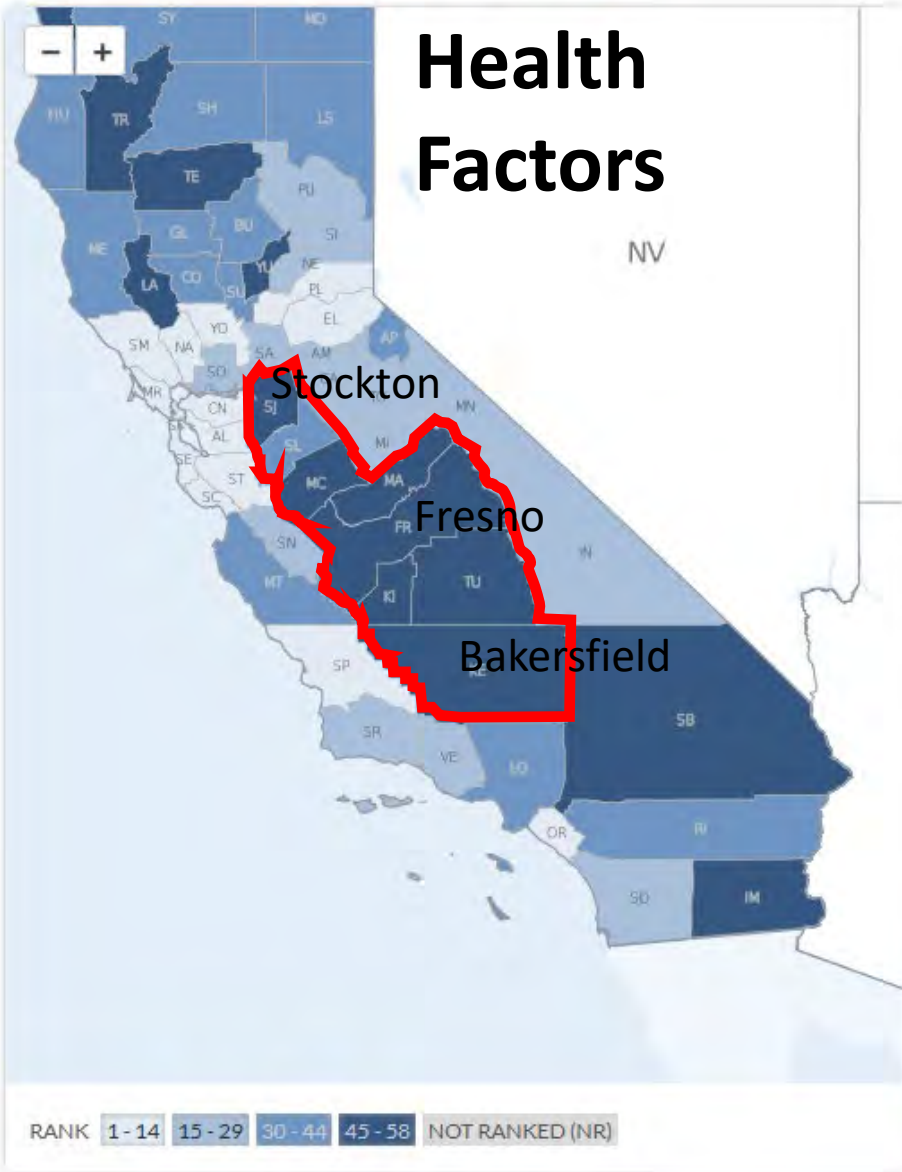 Health
Factors
− +
SY MO
HU TR SH LS
TE
PU
ME GL BU SI
LA CO SU YU NE
PL
EL
YO
SM NA
AP
SA AM
SO
MR
Stockton
CN SJ
MN
AL
SL MI
SE
ST
SC
MC MA
FR Fresno
SN
IN
MT
KI TU
SP
KE Bakersfield
SB
SR
VE
LO
OR RI
SD IM
NV
RANK 1 - 14 15 - 29 30 - 44 45 - 58 NOT RANKED (NR)